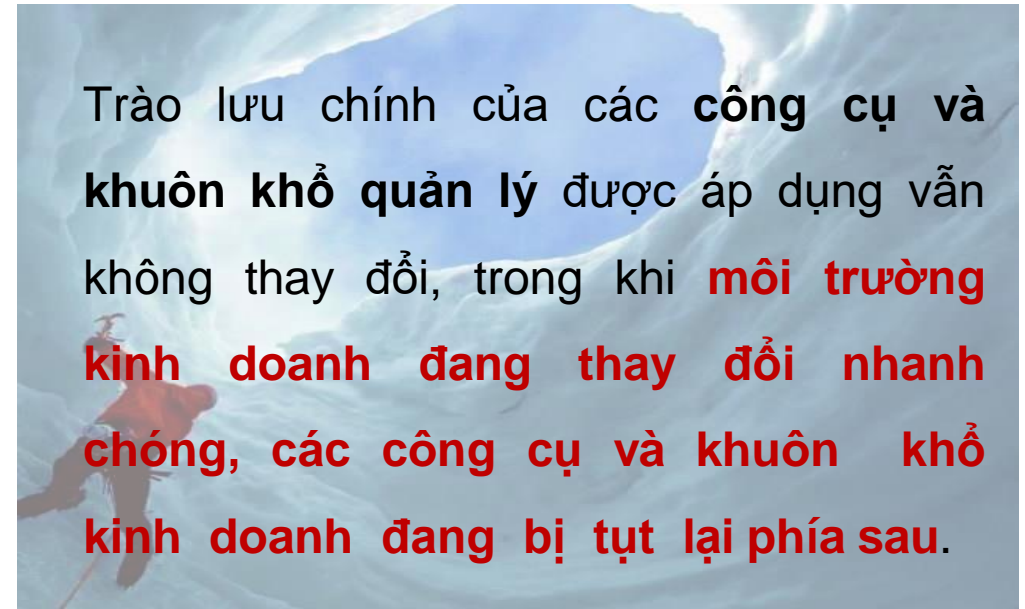 Trào lưu chính của các công cụ và
khuôn khổ quản lý được áp dụng vẫn
không thay đổi, trong khi môi trường
kinh doanh đang thay đổi nhanh
chóng, các công cụ và khuôn khổ
kinh doanh đang bị tụt lại phía sau.